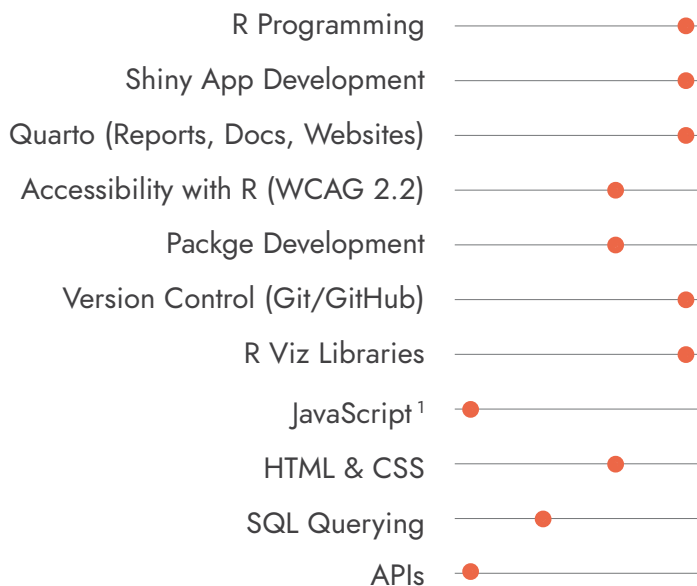 R Programming
Shiny App Development
Quarto (Reports, Docs, Websites)
Accessibility with R (WCAG 2.2)
Packge Development
Version Control (Git/GitHub)
R Viz Libraries
JavaScript ¹
HTML & CSS
SQL Querying
APIs